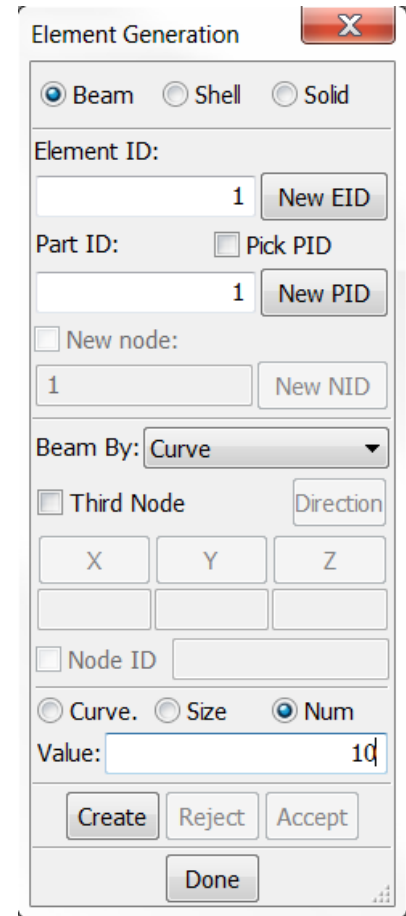 Element Generation
Beam Shell Solid
Element ID:
1 New EID
Part ID: Pick PID
1 New PID
New node:
1 New NID
Beam By: Curve
Third Node Direction
X Y Z
Node ID
Curve. Size Num
Value: 10
Create Reject Accept
Done